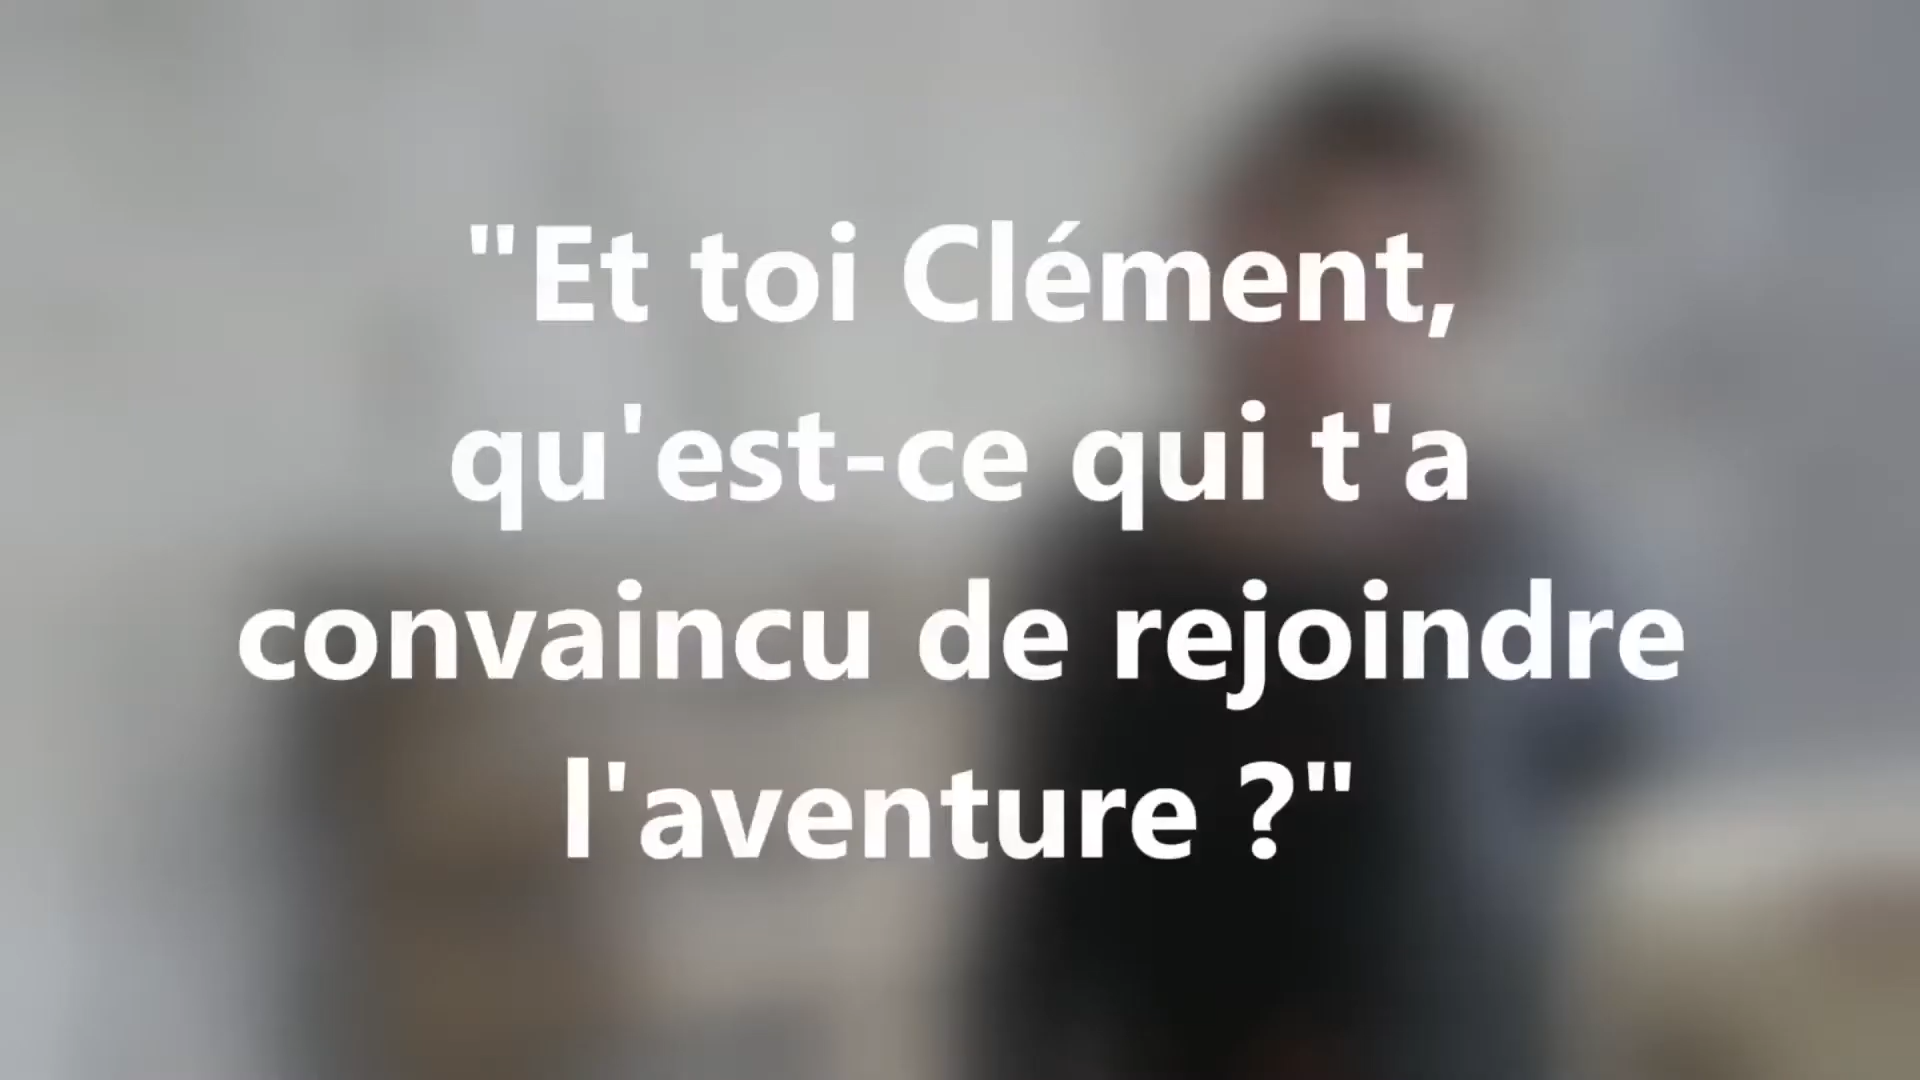 "Et toi Clément,
qu'est-ce qui t'a
convaincu de rejoindre
l'aventure ?"